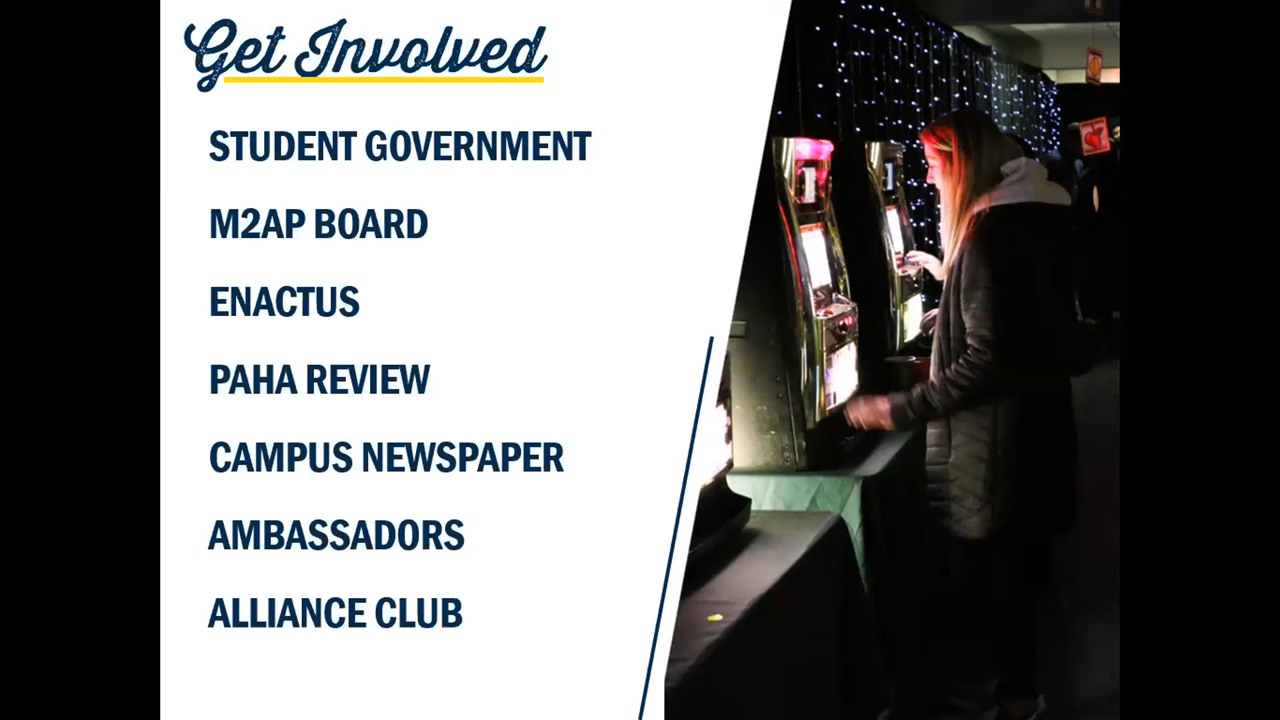 Get Involved
STUDENT GOVERNMENT
M2AP BOARD
ENACTUS
PAHA REVIEW
CAMPUS NEWSPAPER
AMBASSADORS
ALLIANCE CLUB